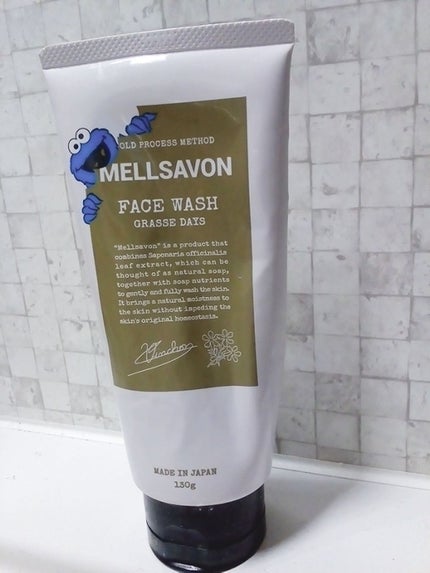 OLD PROCESS METHOD
MELLSAVON
FACE WASH
GRASSE DAYS
"Mellsavon" is a product that
combines Saponaria officinalis
leaf extract, which can be
thought of as natural soap,
together with soap nutrients
to gently and fully wash the skin.
It brings a natural moistness to
the skin without impeding the
skin's original homeostasis.
MADE IN JAPAN
130g